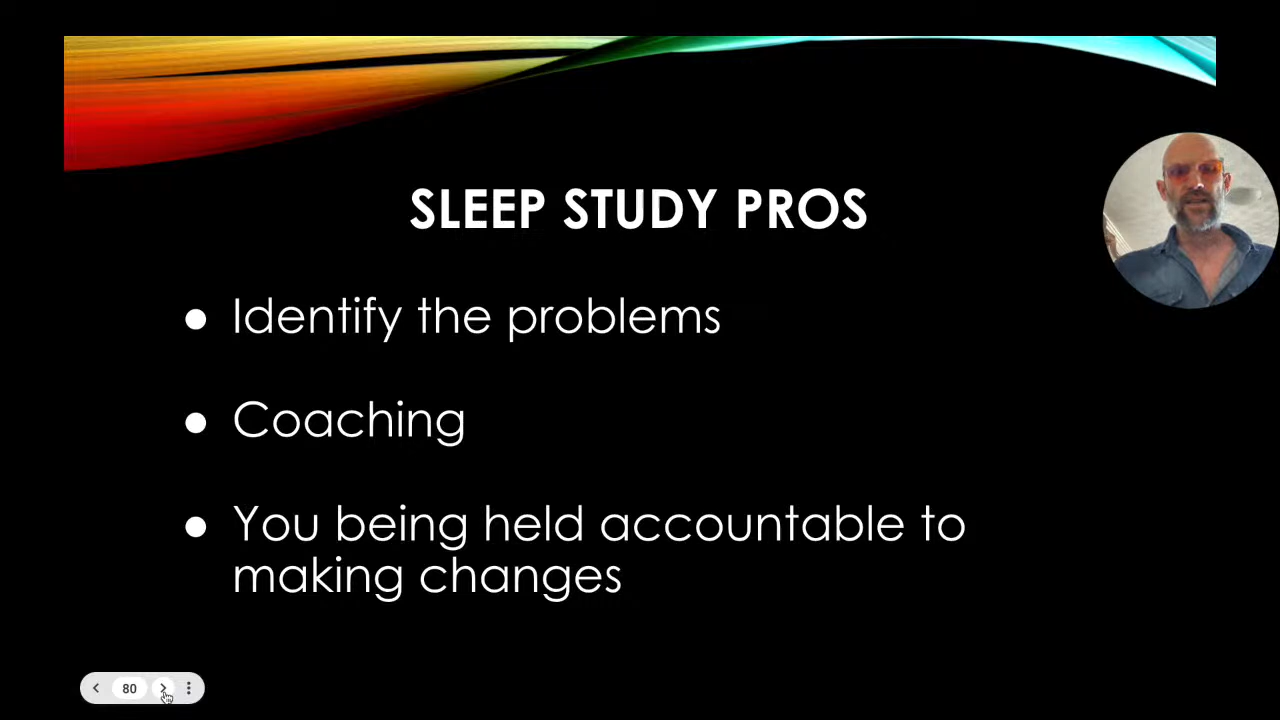 SLEEP STUDY PROS
● Identify the problems
● Coaching
● You being held accountable to
making changes
80